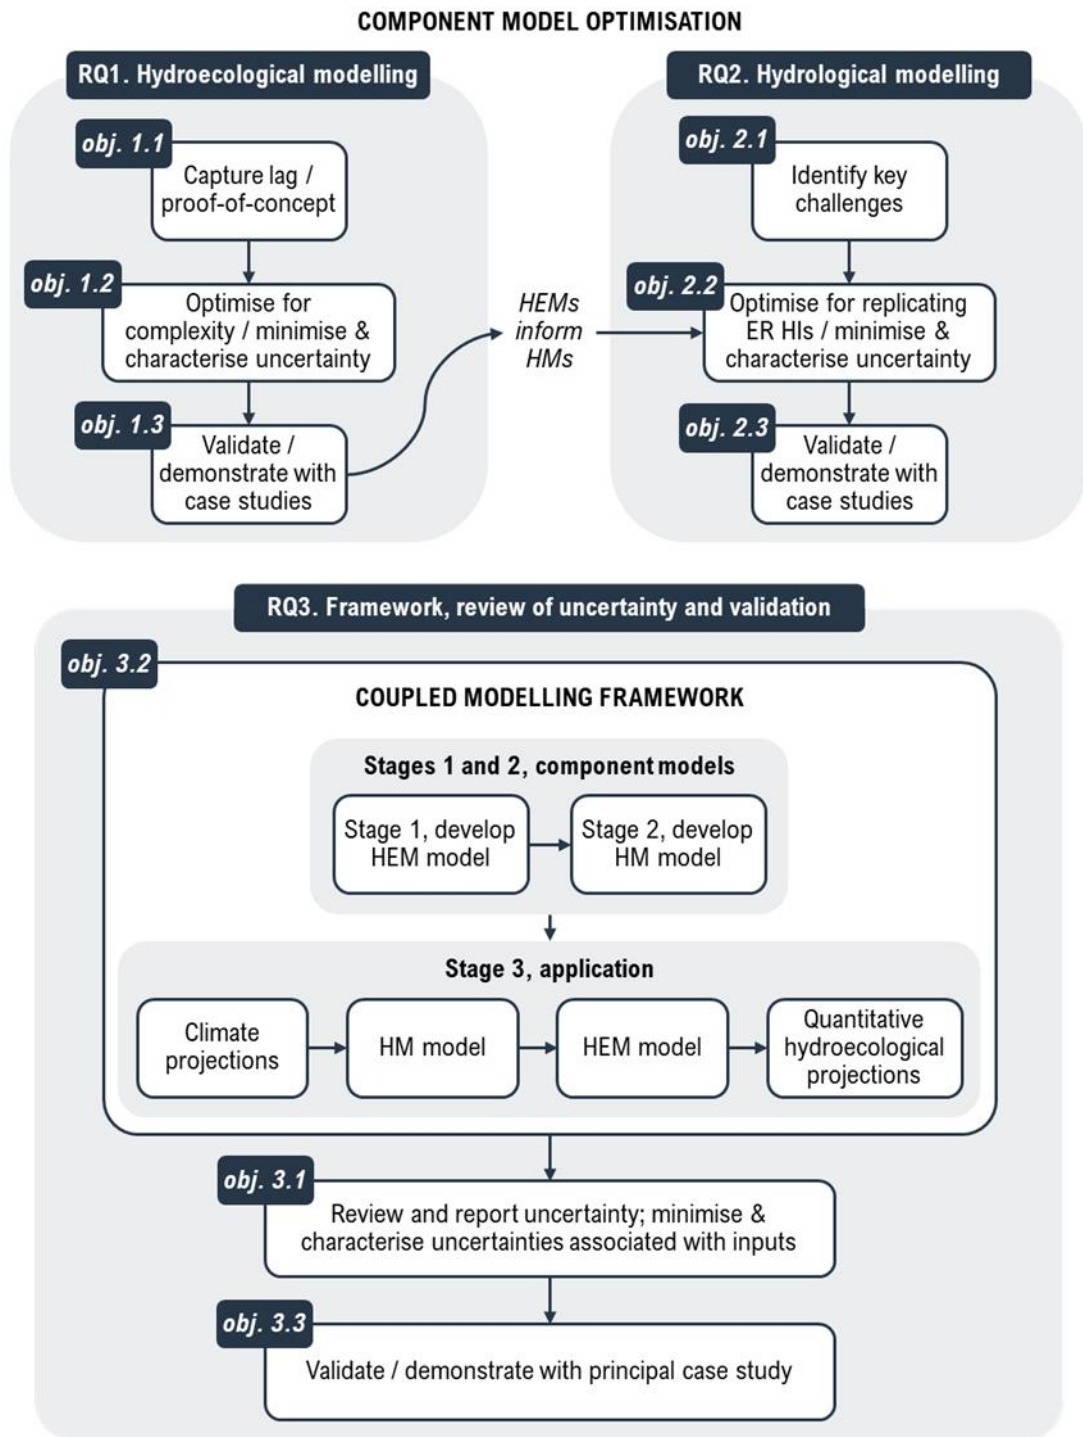 COMPONENT MODEL OPTIMISATION
RQ1. Hydroecological modelling
obj. 1.1
Capture lag /
proof-of-concept
obj. 1.2
Optimise for
complexity / minimise &
characterise uncertainty
obj. 1.3
Validate /
demonstrate with
case studies
HEMs
inform
HMs
RQ2. Hydrological modelling
obj. 2.1
Identify key
challenges
obj. 2.2
Optimise for replicating
ER HIs / minimise &
characterise uncertainty
obj. 2.3
Validate /
demonstrate with
case studies
RQ3. Framework, review of uncertainty and validation
obj. 3.2
COUPLED MODELLING FRAMEWORK
Stages 1 and 2, component models
Stage 1, develop
HEM model
Stage 2, develop
HM model
Stage 3, application
Climate
projections
HM model
HEM model
Quantitative
hydroecological
projections
obj. 3.1
Review and report uncertainty; minimise &
characterise uncertainties associated with inputs
obj. 3.3
Validate / demonstrate with principal case study